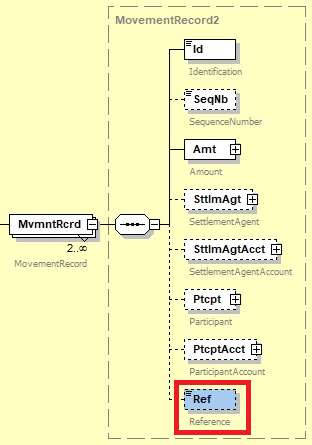 MovementRecord2
Id
Identification
SeqNb
SequenceNumber
Amt
Amount
SttlmAgt
SettlementAgent
MvmntRcrd
2..∞
MovementRecord
SttlmAgtAcct
SettlementAgentAccount
Ptcpt
Participant
PtcptAcct
ParticipantAccount
Ref
Reference